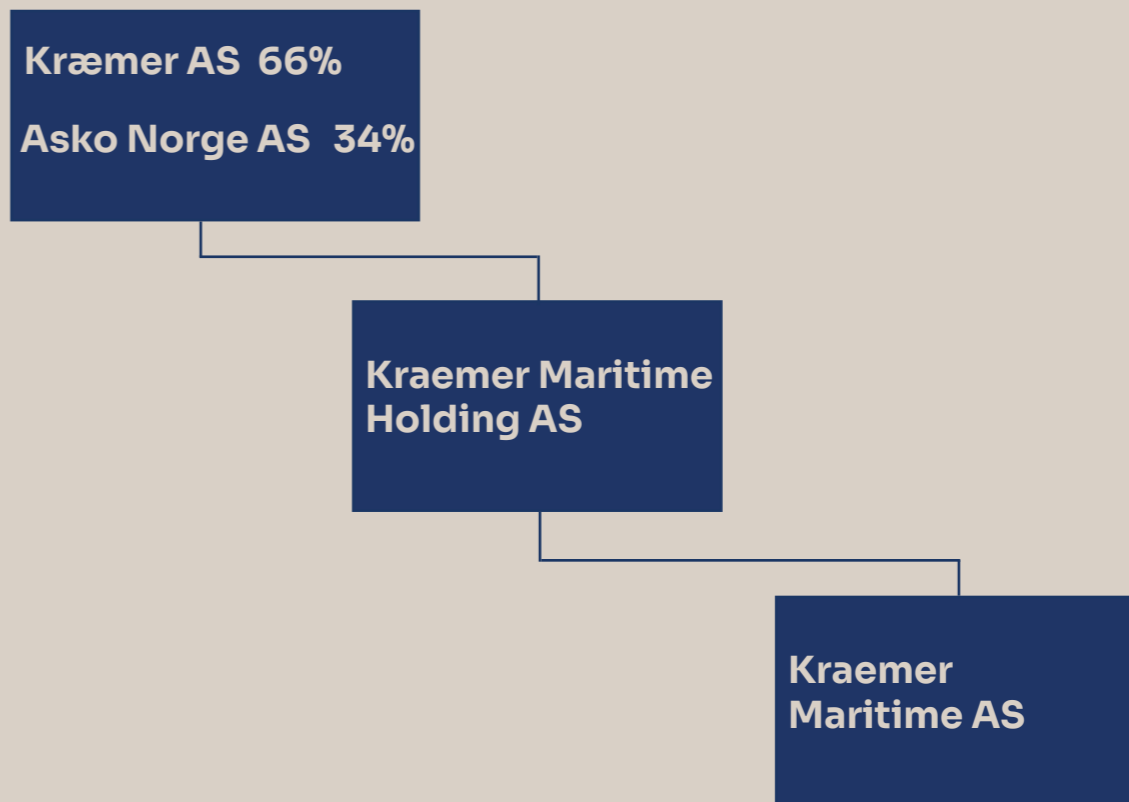 Kræmer AS 66%
Asko Norge AS 34%
Kraemer Maritime
Holding AS
Kraemer
Maritime AS